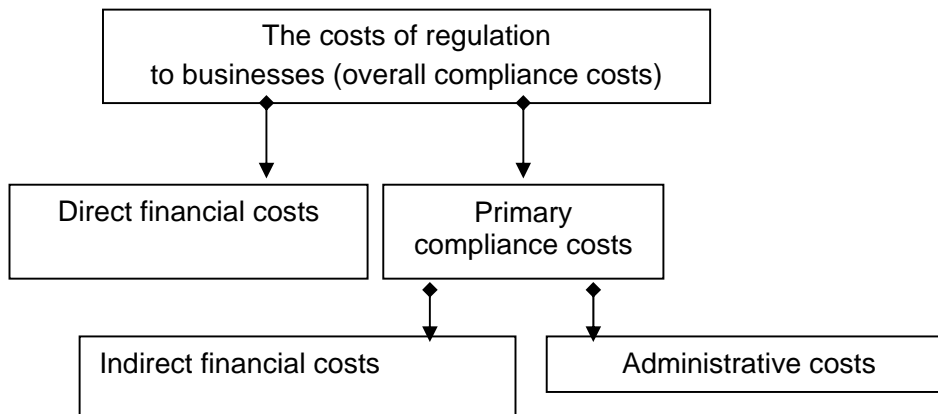 The costs of regulation
to businesses (overall compliance costs)
Direct financial costs
Primary
compliance costs
Indirect financial costs
Administrative costs